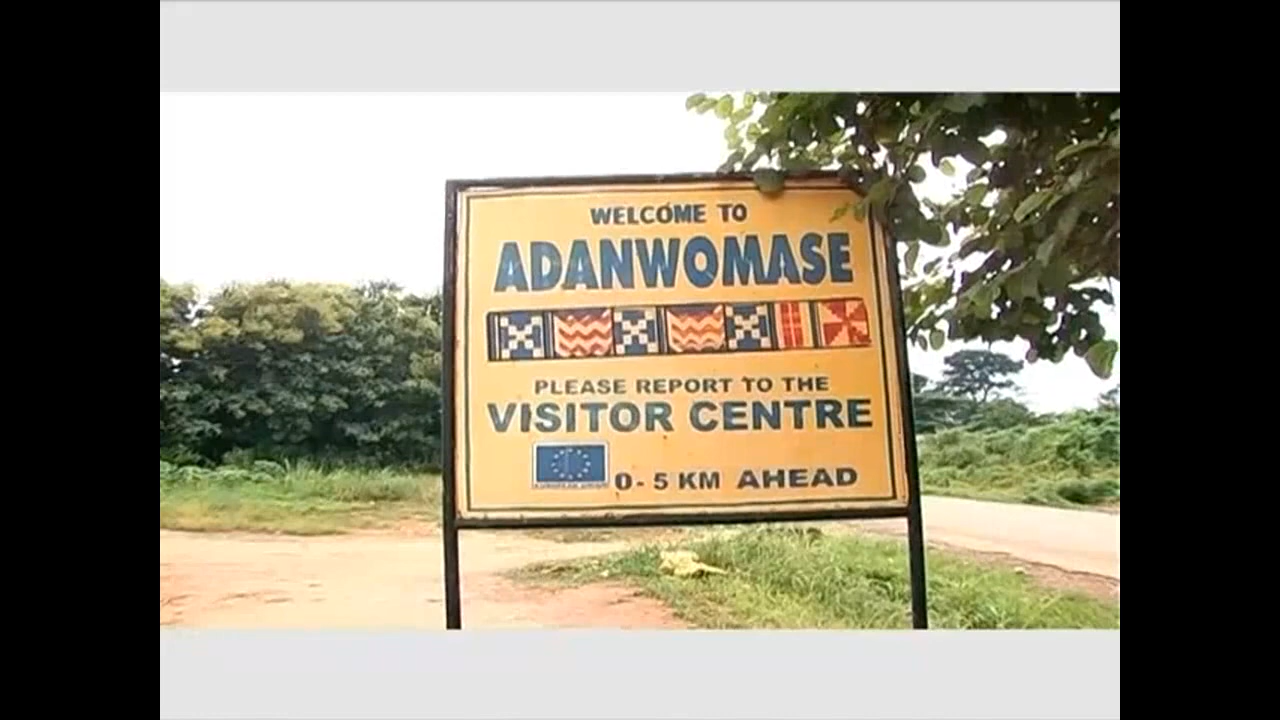 WELCOME TO
ADANWOMASE
PLEASE REPORT TO THE
VISITOR CENTRE
0-5 KM AHEAD